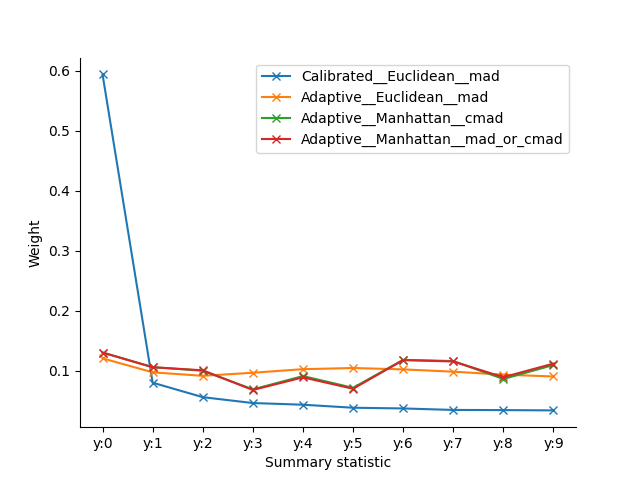 Calibrated__Euclidean__mad
Adaptive__Euclidean__mad
Adaptive__Manhattan__cmad
Adaptive__Manhattan__mad_or_cmad
0.6
0.5
0.4
0.3
0.2
0.1
Weight
y:0 y:1 y:2 y:3 y:4 y:5 y:6 y:7 y:8 y:9
Summary statistic